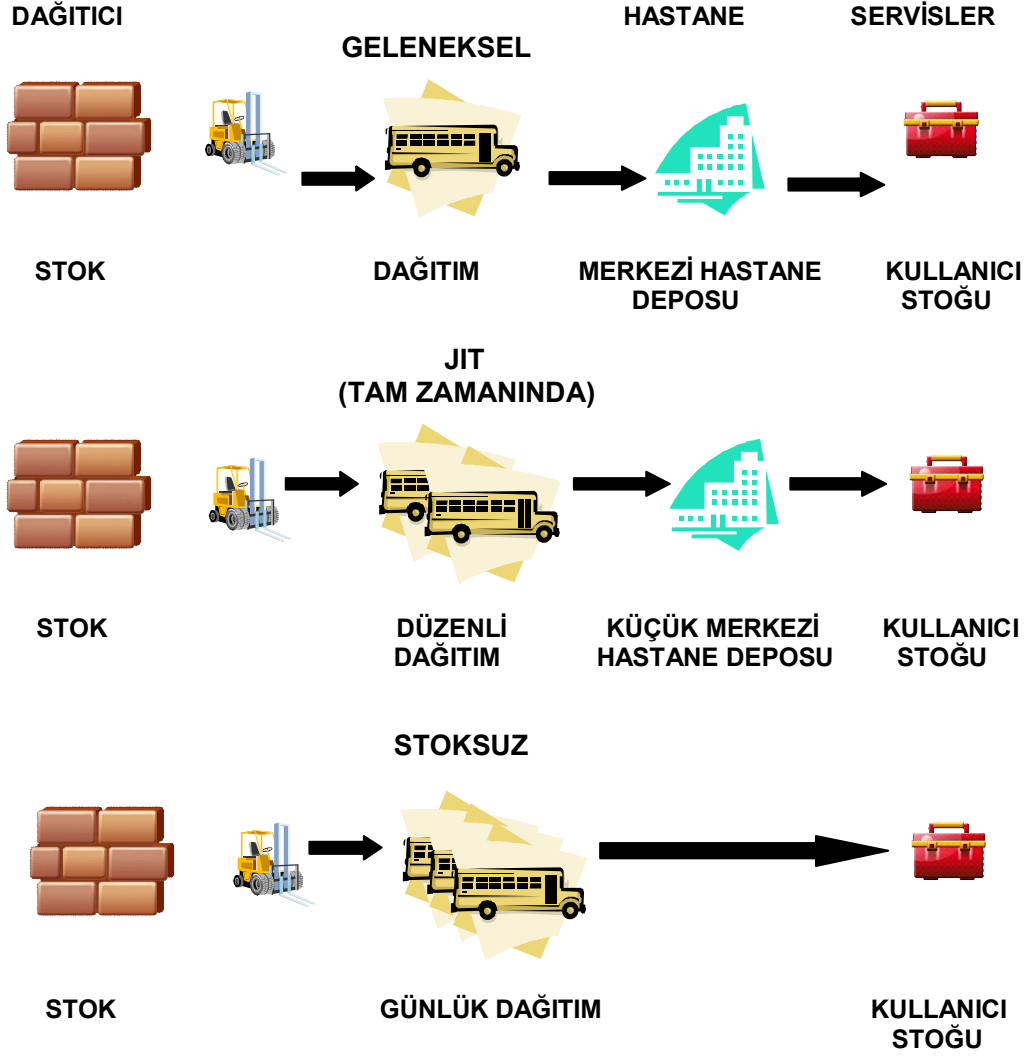 DAĞITICI HASTANE SERVİSLER
GELENEKSEL
STOK DAĞITIM MERKEZİ HASTANE KULLANICI
DEPOSU STOĞU
JIT
(TAM ZAMANINDA)
STOK DÜZENLİ KÜÇÜK MERKEZİ KULLANICI
DAĞITIM HASTANE DEPOSU STOĞU
STOKSUZ
STOK GÜNLÜK DAĞITIM KULLANICI
STOĞU